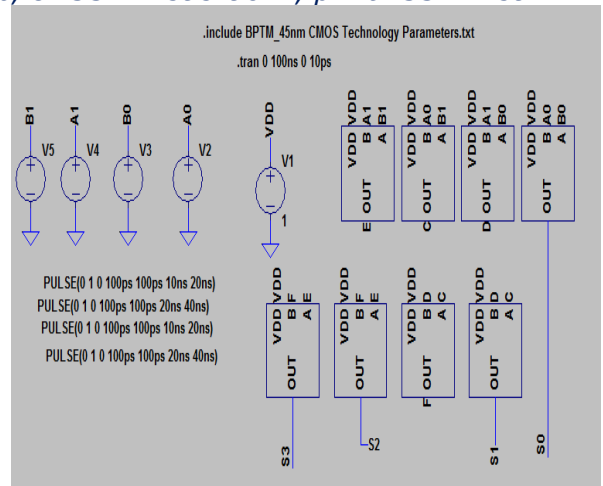 .include BPTM_45nm CMOS Technology Parameters.txt
.tran 0 100ns 0 10ps
B1 A1 B0 A0 VDD
V5 V4 V3 V2 V1
1
VDD A1 B1
VDD B A
OUT
E
VDD A0 B1
VDD B A
OUT
C
VDD A1 B0
VDD B A
OUT
D
VDD A0 B0
VDD B A
OUT
PULSE(0 1 0 100ps 100ps 10ns 20ns)
PULSE(0 1 0 100ps 100ps 20ns 40ns)
PULSE(0 1 0 100ps 100ps 10ns 20ns)
PULSE(0 1 0 100ps 100ps 20ns 40ns)
VDD F E
VDD B A
OUT
S3
VDD F E
VDD B A
OUT
S2
VDD D C
VDD B A
OUT
F
VDD D C
VDD B A
OUT
S1
S0